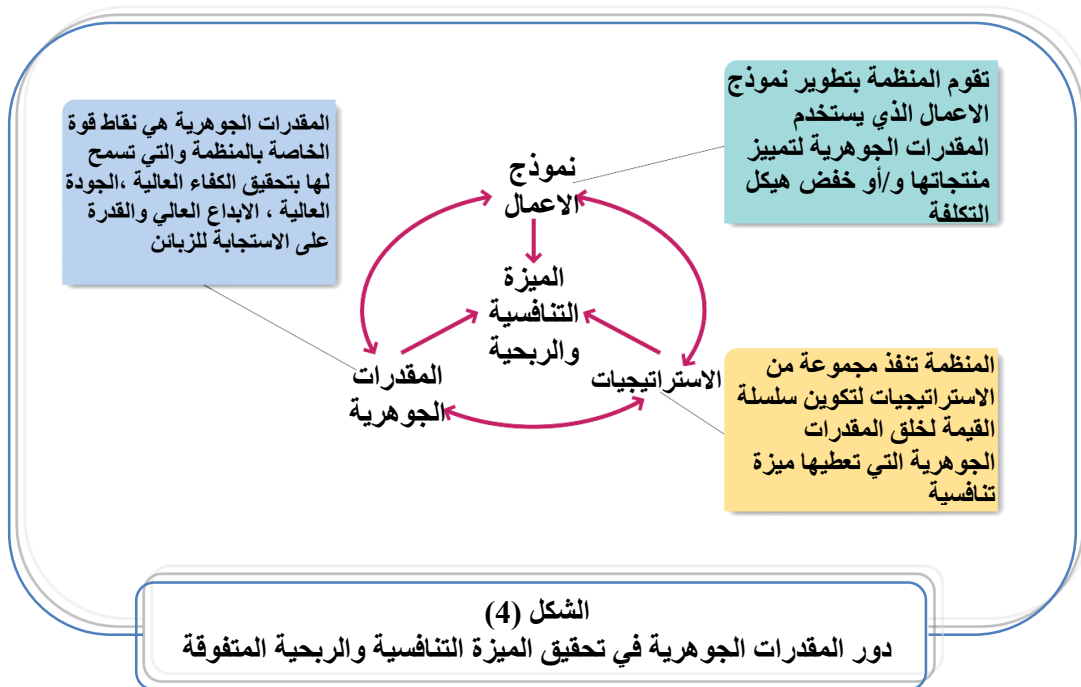 تقوم المنظمة بتطوير نموذج
الاعمال الذي يستخدم
المقدرات الجوهرية لتمييز
منتجاتها و/أو خفض هيكل
التكلفة
المقدرات الجوهرية هي نقاط قوة
الخاصة بالمنظمة والتي تسمح
لها بتحقيق الكفاء العالية ،الجودة
العالية ، الابداع العالي والقدرة
على الاستجابة للزبائن
نموذج
الاعمال
الميزة
التنافسية
والربحية
الاستراتيجيات
المقدرات
الجوهرية
المنظمة تنفذ مجموعة من
الاستراتيجيات لتكوين سلسلة
القيمة لخلق المقدرات
الجوهرية التي تعطيها ميزة
تنافسية
الشكل (4)
دور المقدرات الجوهرية في تحقيق الميزة التنافسية والربحية المتفوقة